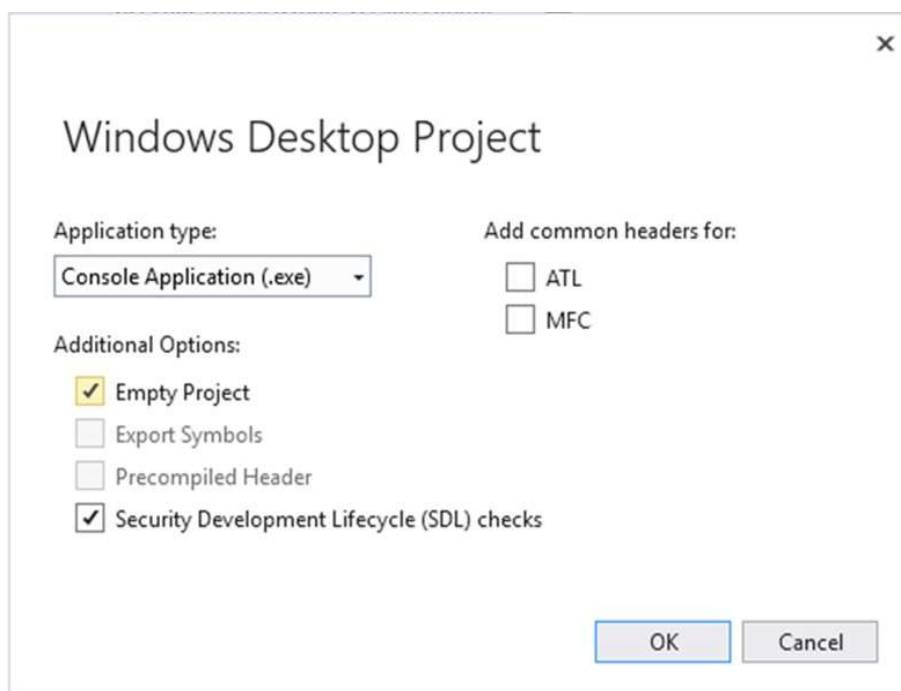 Windows Desktop Project
Application type:
Console Application (.exe)
Additional Options:
Empty Project
Export Symbols
Precompiled Header
Security Development Lifecycle (SDL) checks
Add common headers for:
ATL
MFC
OK
Cancel